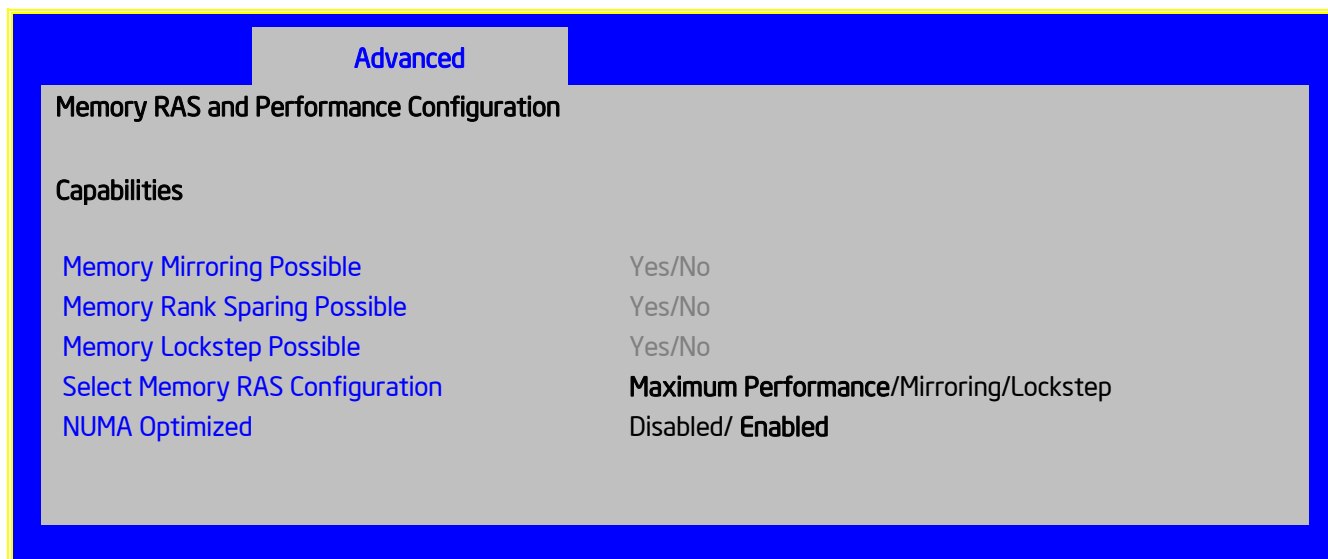 Advanced
Memory RAS and Performance Configuration
Capabilities
Memory Mirroring Possible Yes/No
Memory Rank Sparing Possible Yes/No
Memory Lockstep Possible Yes/No
Select Memory RAS Configuration Maximum Performance/Mirroring/Lockstep
NUMA Optimized Disabled/ Enabled